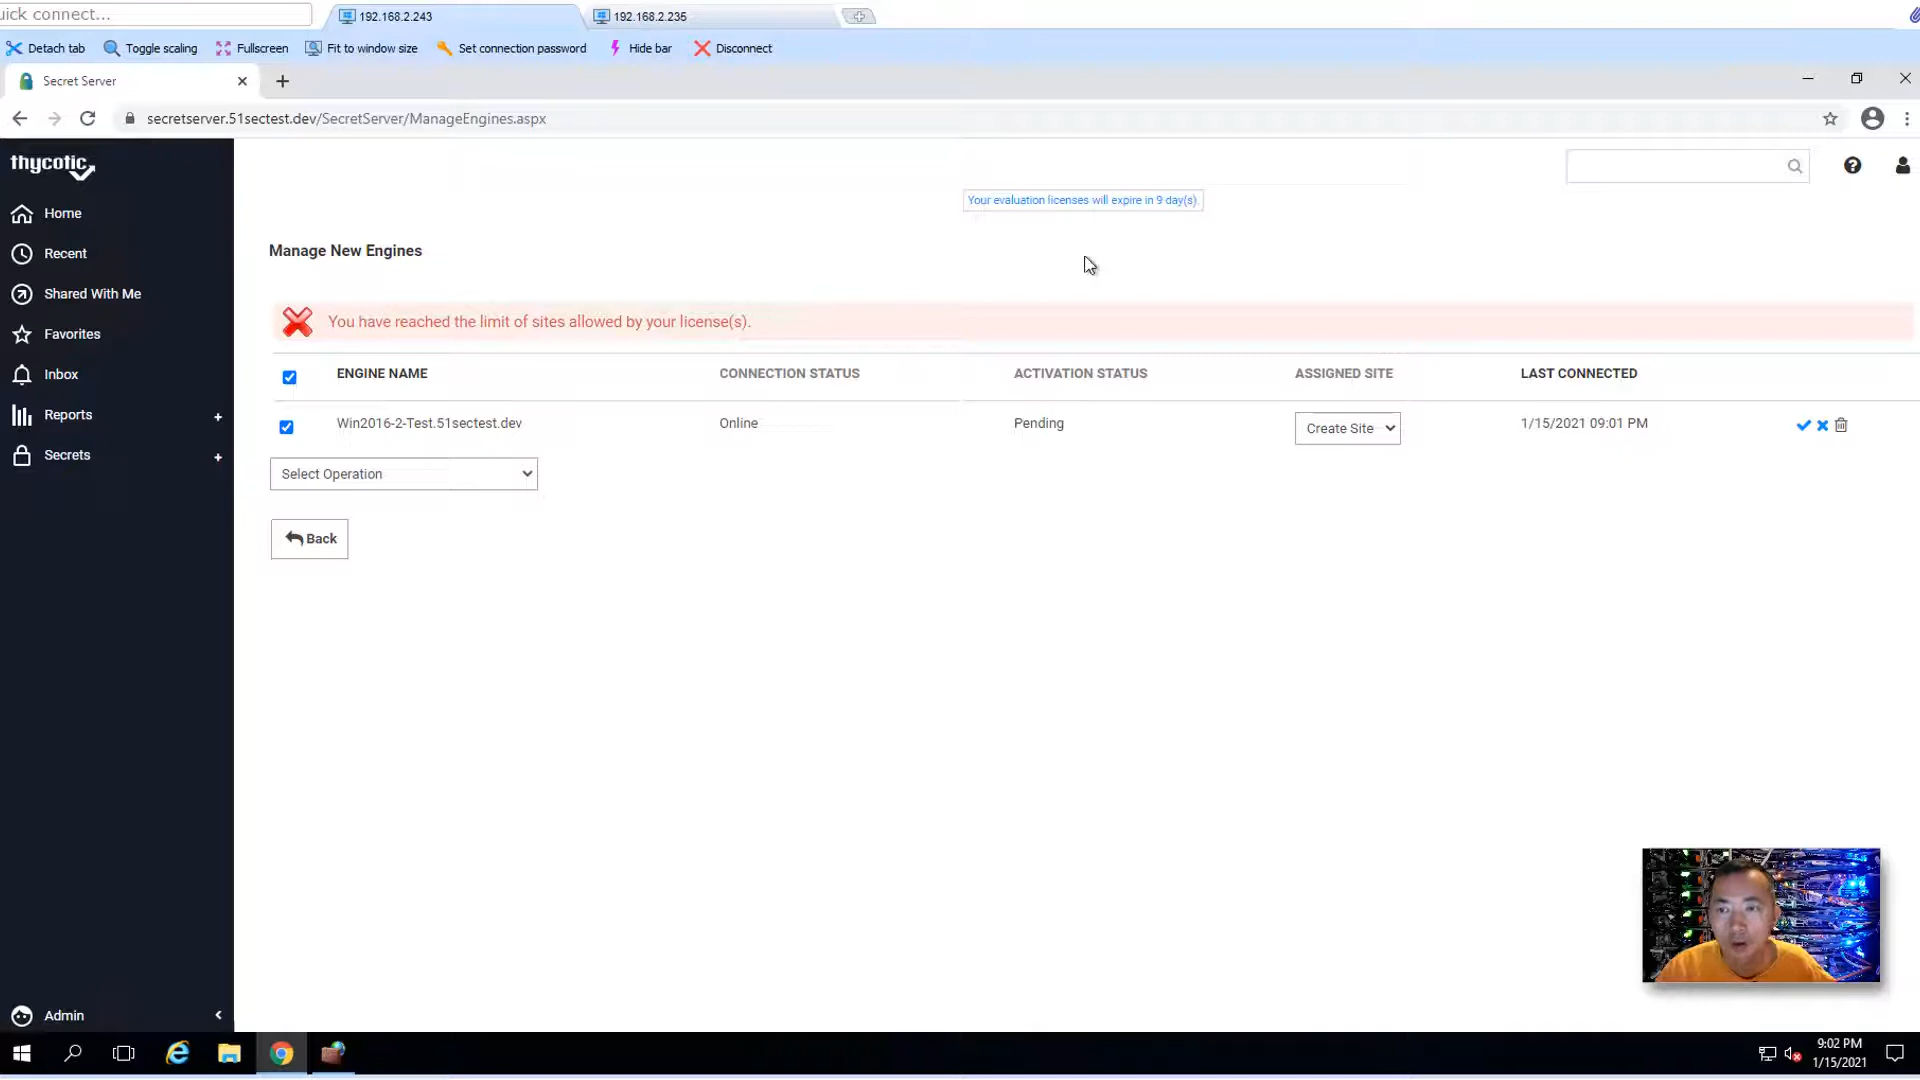 uick connect...
192.168.2.243
192.168.2.235
Detach tab
Toggle scaling
Fullscreen
Fit to window size
Set connection password
Hide bar
Disconnect
Secret Server
secretserver.51sectest.dev/SecretServer/ManageEngines.aspx
thycotic
Your evaluation licenses will expire in 9 day(s).
Home
Recent
Shared With Me
Favorites
Inbox
Reports
Secrets
Admin
Manage New Engines
You have reached the limit of sites allowed by your license(s).
ENGINE NAME CONNECTION STATUS ACTIVATION STATUS ASSIGNED SITE LAST CONNECTED
Win2016-2-Test.51sectest.dev Online Pending Create Site 1/15/2021 09:01 PM
Select Operation
Back
9:02 PM
1/15/2021